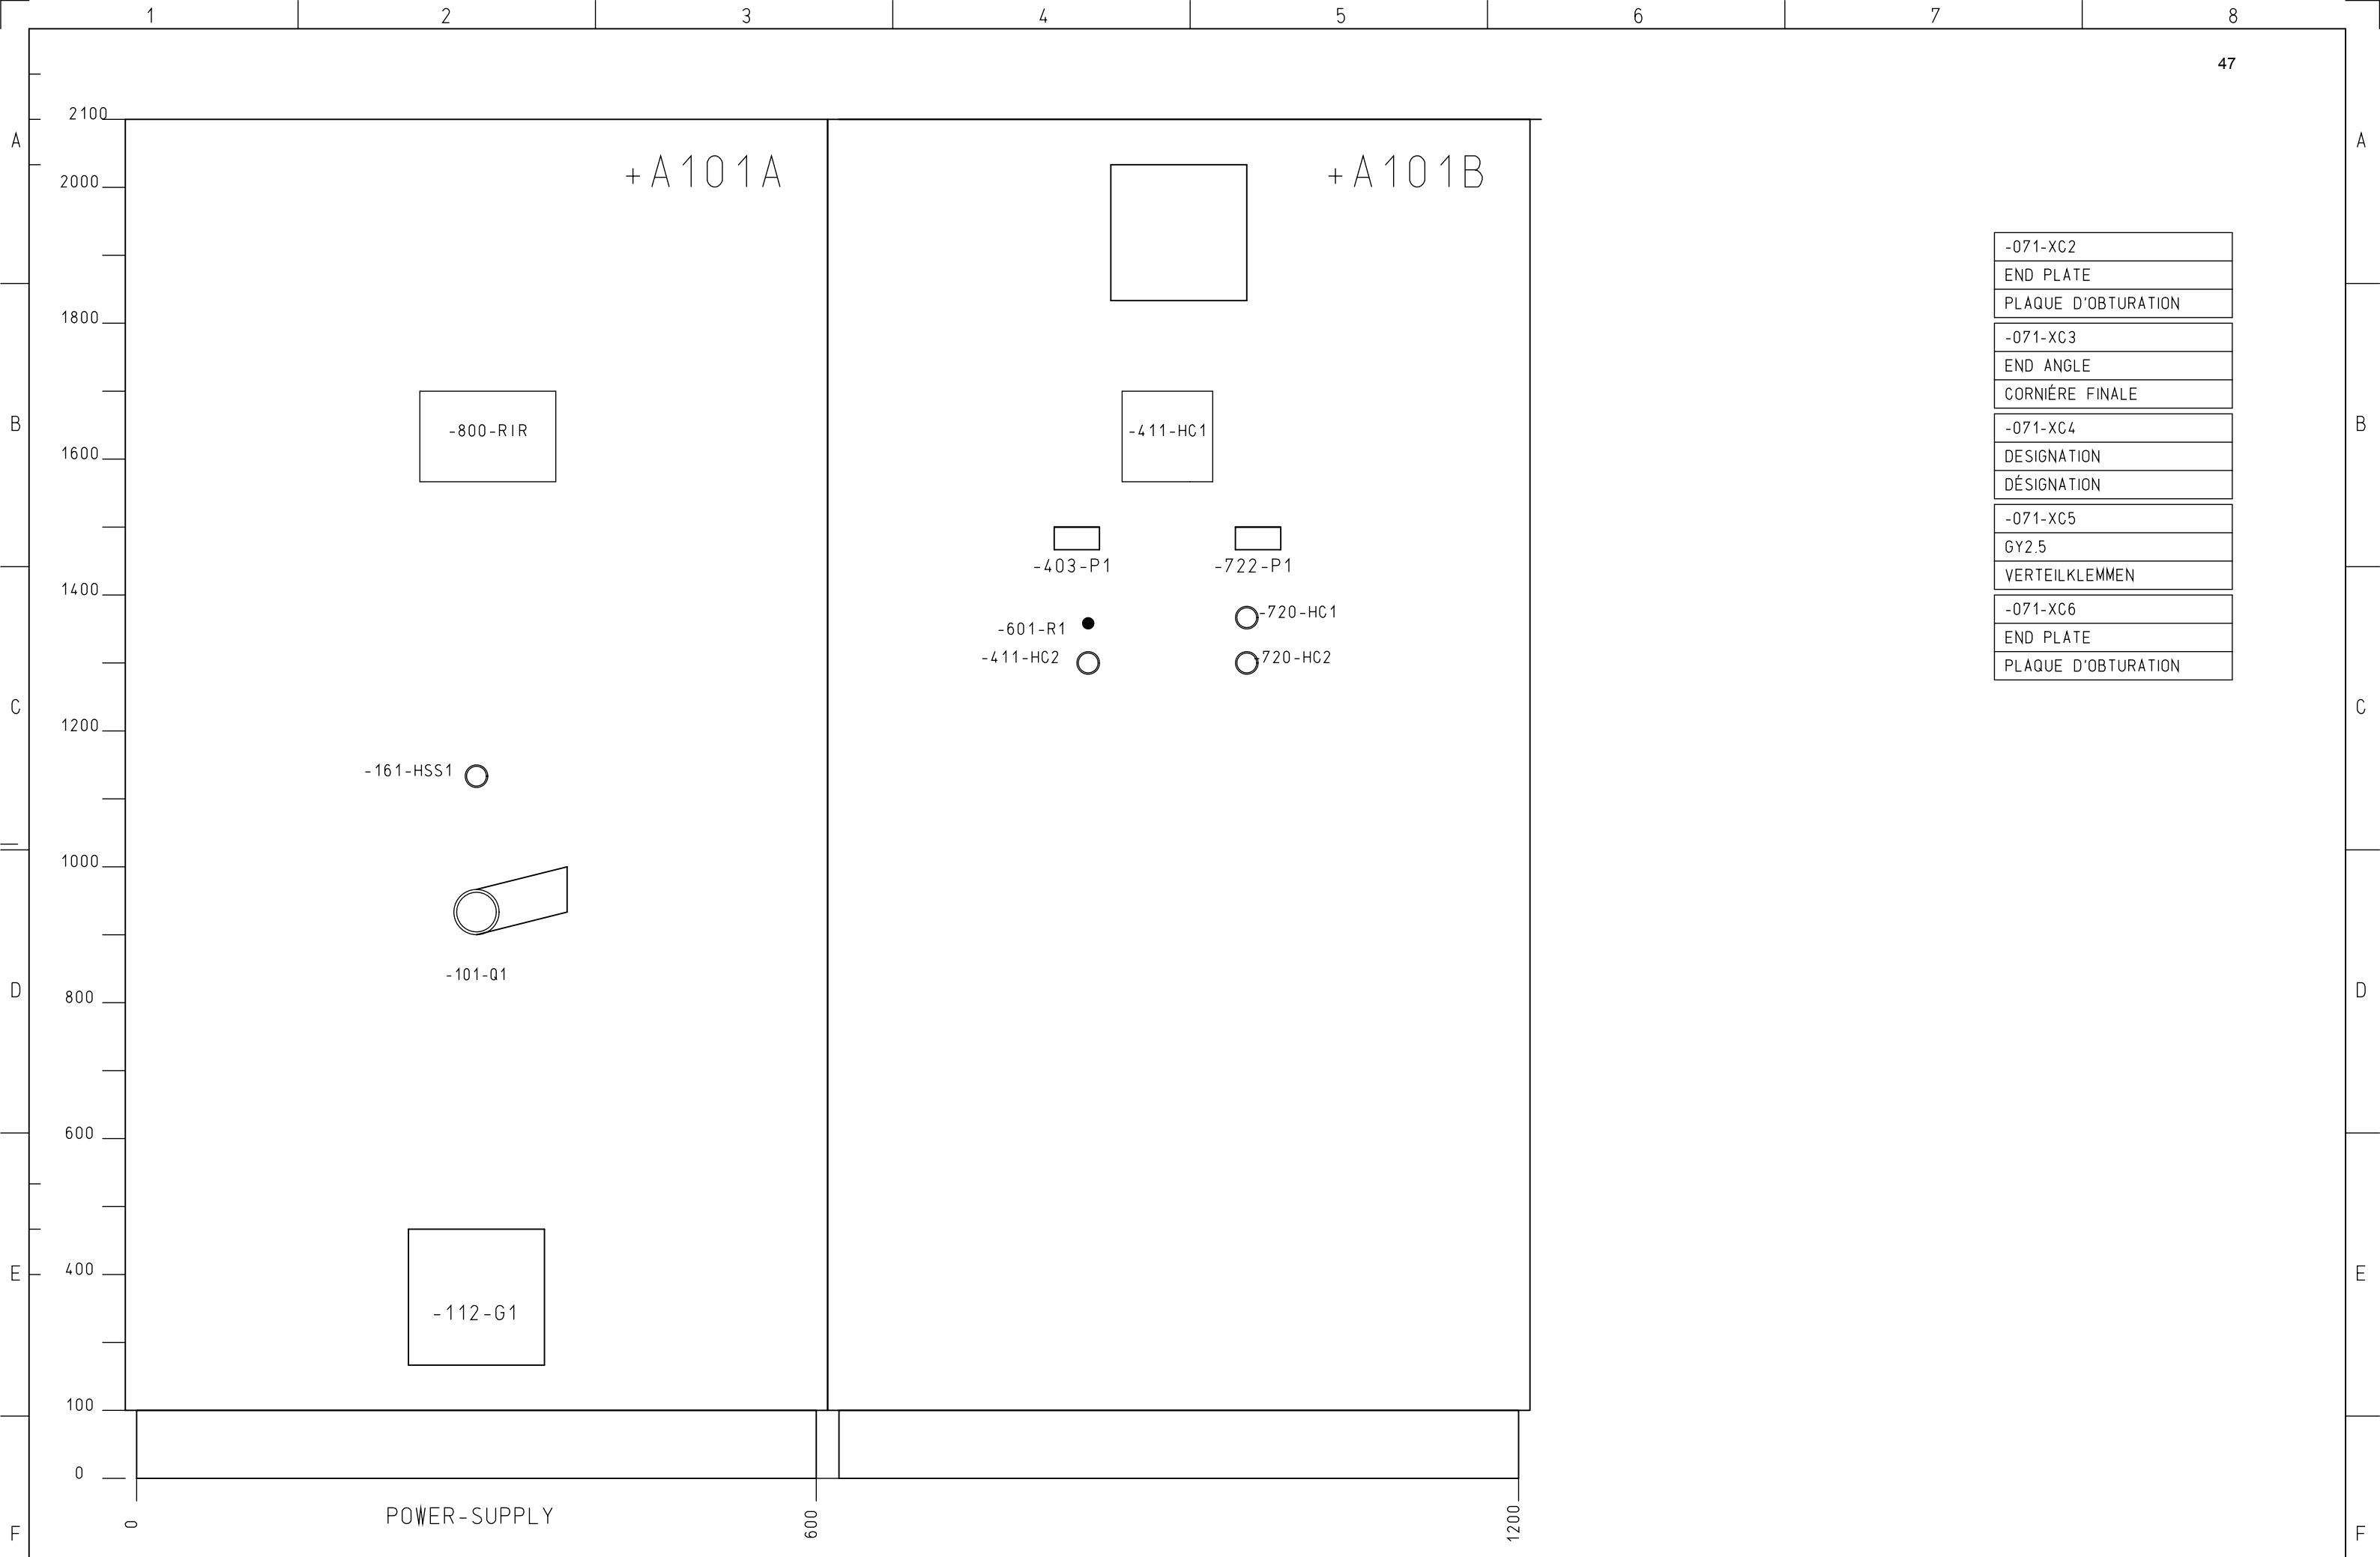 1 2 3 4 5 6 7 8
47
2100
A A
+A101A +A101B
2000
-071-XC2
END PLATE
PLAQUE D'OBTURATION
1800
-071-XC3
END ANGLE
CORNIÉRE FINALE
B B
-800-RIR -411-HC1
-071-XC4
1600
DESIGNATION
DÉSIGNATION
-071-XC5
GY2.5
-403-P1 -722-P1
VERTEILKLEMMEN
1400
-720-HC1
-071-XC6
-601-R1
END PLATE
-411-HC2 -720-HC2
PLAQUE D'OBTURATION
C C
1200
-161-HSS1
1000
-101-Q1
D D
800
600
E E
400
-112-G1
100
0
POWER-SUPPLY
0 600 1200
F F